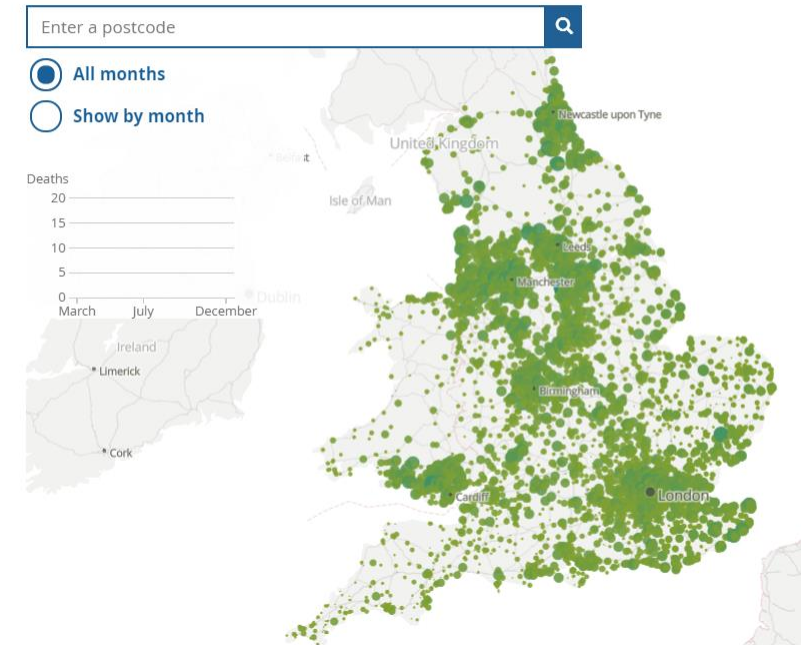 Enter a postcode
All months
Show by month
Newcastle upon Tyne
United Kingdom
Belfast
Deaths
20
Isle of Man
15
10
Leeds
5
Manchester
0
Dublin
March July December
Ireland
Limerick
Birmingham
Cork
Cardiff
London